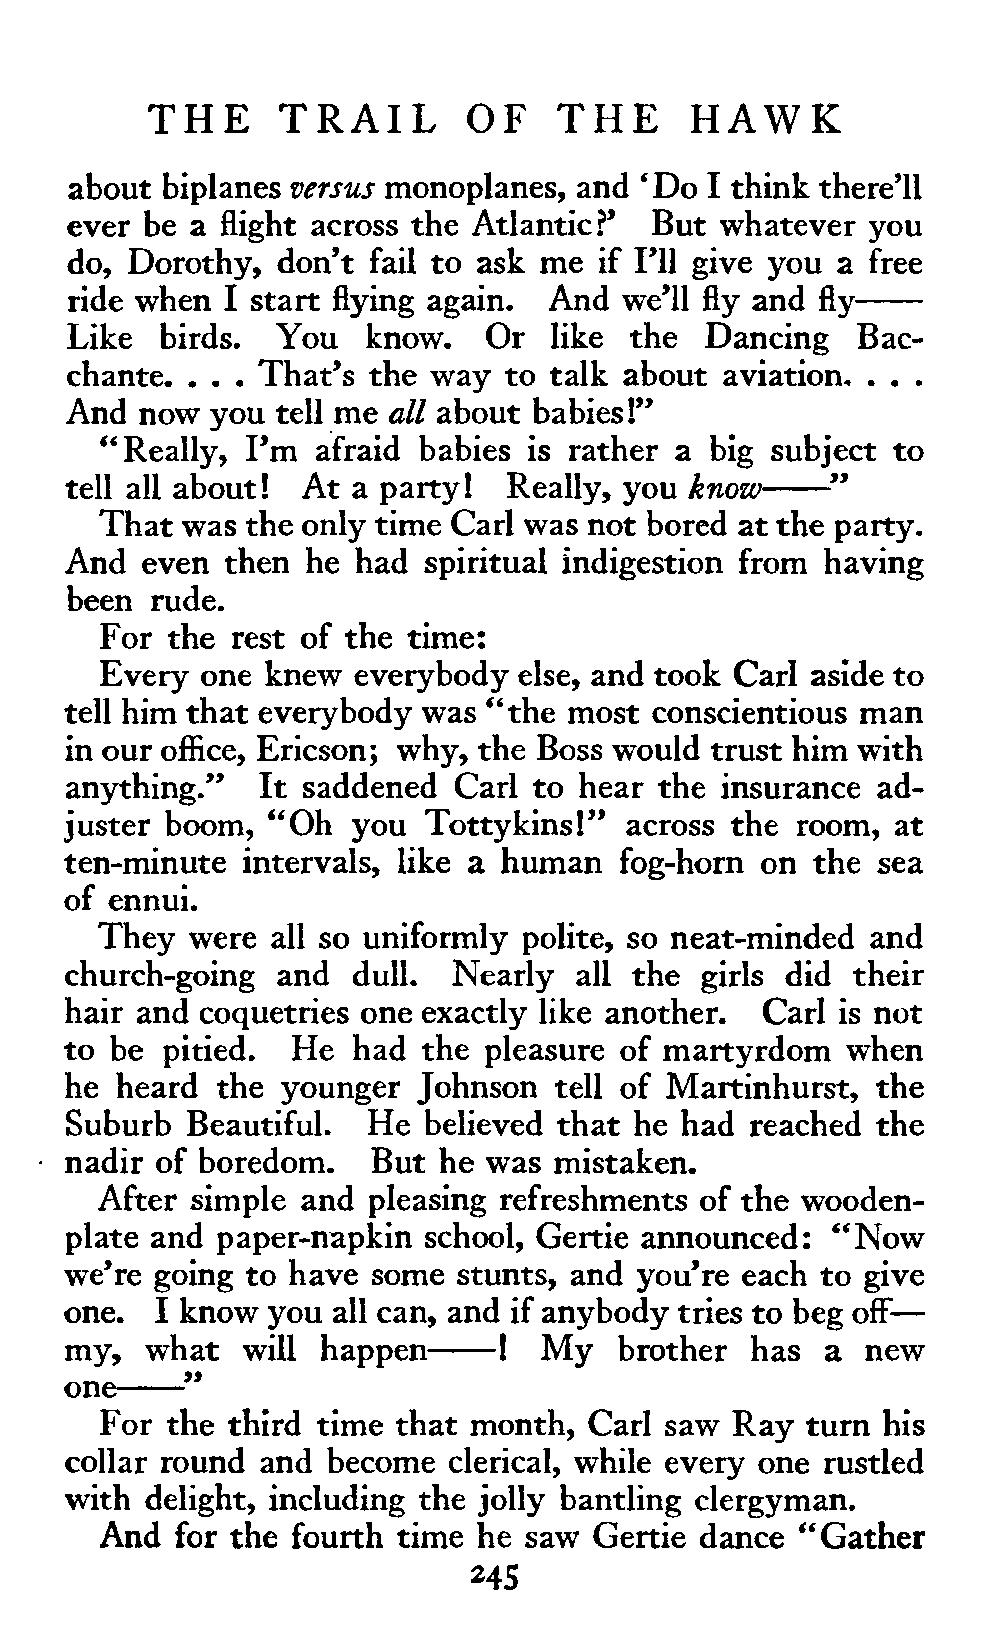 THE TRAIL OF THE HAWK
about biplanes versus monoplanes, and ‘Do I think there’ll
ever be a flight across the Atlantic?’ But whatever you
do, Dorothy, don’t fail to ask me if I’ll give you a free
ride when I start flying again. And we’ll fly and fly——
Like birds. You know. Or like the Dancing Bac-
chante. . . . That’s the way to talk about aviation. . . .
And now you tell me all about babies!”
“Really, I’m afraid babies is rather a big subject to
tell all about! At a party! Really, you know——”
That was the only time Carl was not bored at the party.
And even then he had spiritual indigestion from having
been rude.
For the rest of the time:
Every one knew everybody else, and took Carl aside to
tell him that everybody was “the most conscientious man
in our office, Ericson; why, the Boss would trust him with
anything.” It saddened Carl to hear the insurance ad-
juster boom, “Oh you Tottykins!” across the room, at
ten-minute intervals, like a human fog-horn on the sea
of ennui.
They were all so uniformly polite, so neat-minded and
church-going and dull. Nearly all the girls did their
hair and coquetries one exactly like another. Carl is not
to be pitied. He had the pleasure of martyrdom when
he heard the younger Johnson tell of Martinhurst, the
Suburb Beautiful. He believed that he had reached the
nadir of boredom. But he was mistaken.
After simple and pleasing refreshments of the wooden-
plate and paper-napkin school, Gertie announced: “Now
we’re going to have some stunts, and you’re each to give
one. I know you all can, and if anybody tries to beg off—
my, what will happen——! My brother has a new
one——”
For the third time that month, Carl saw Ray turn his
collar round and become clerical, while every one rustled
with delight, including the jolly bantling clergyman.
And for the fourth time he saw Gertie dance “Gather
245